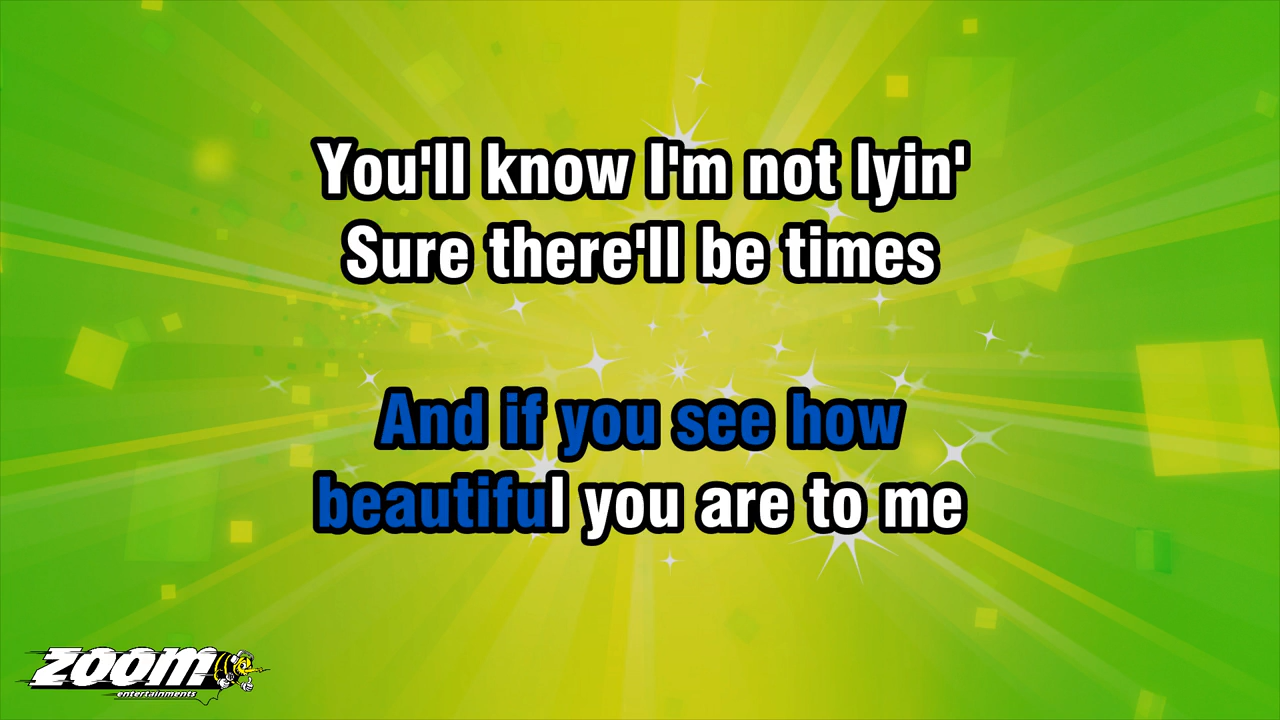 You'll know I'm not lyin'
Sure there'll be times
And if you see how
beautiful you are to me
zoom
entertainments